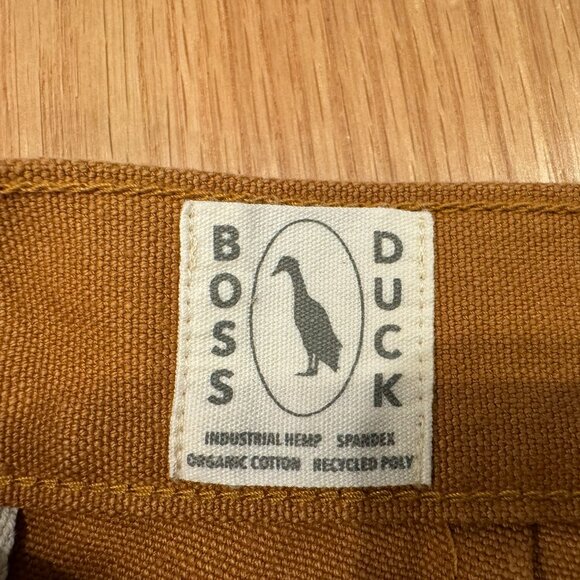 BOSS
DUCK
INDUSTRIAL HEMP SPANDEX
ORGANIC COTTON RECYCLED POLY